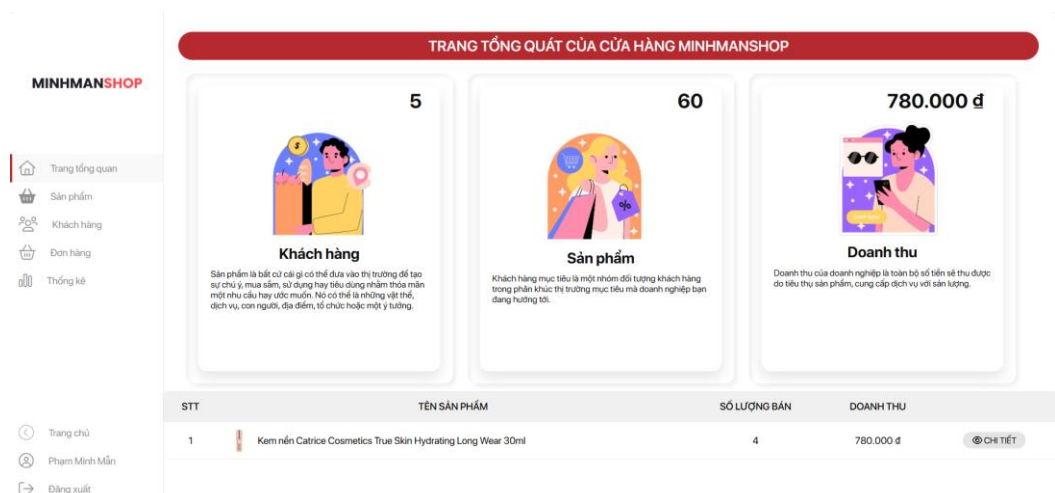 MINHMANSHOP
Trang tổng quan
Sản phẩm
Khách hàng
Đơn hàng
Thống kê
Trang chủ
Phạm Minh Mẫn
Đăng xuất
TRANG TỔNG QUÁT CỦA CỬA HÀNG MINHMANSHOP
5
$
Khách hàng
Sản phẩm là bất cứ cái gì có thể đưa vào thị trường để tạo
sự chú ý, mua sắm, sử dụng hay tiêu dùng nhằm thỏa mãn
một nhu cầu hay ước muốn. Nó có thể là những vật thể,
dịch vụ, con người, địa điểm, tổ chức hoặc một ý tưởng.
60
%
Sản phẩm
Khách hàng mục tiêu là một nhóm đối tượng khách hàng
trong phân khúc thị trường mục tiêu mà doanh nghiệp bạn
đang hướng tới.
780.000 đ
Doanh thu
Doanh thu của doanh nghiệp là toàn bộ số tiền sẽ thu được
do tiêu thụ sản phẩm, cung cấp dịch vụ với sản lượng.
STT TÊN SẢN PHẨM SỐ LƯỢNG BÁN DOANH THU
1 Kem nền Catrice Cosmetics True Skin Hydrating Long Wear 30ml 4 780.000 đ CHI TIẾT